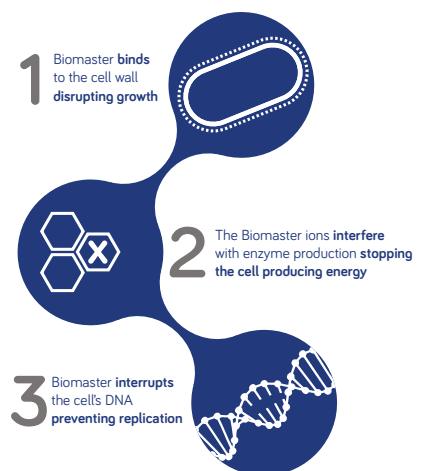 1
Biomaster binds
to the cell wall
disrupting growth
X
2
The Biomaster ions interfere
with enzyme production stopping
the cell producing energy
3
Biomaster interrupts
the cell's DNA
preventing replication